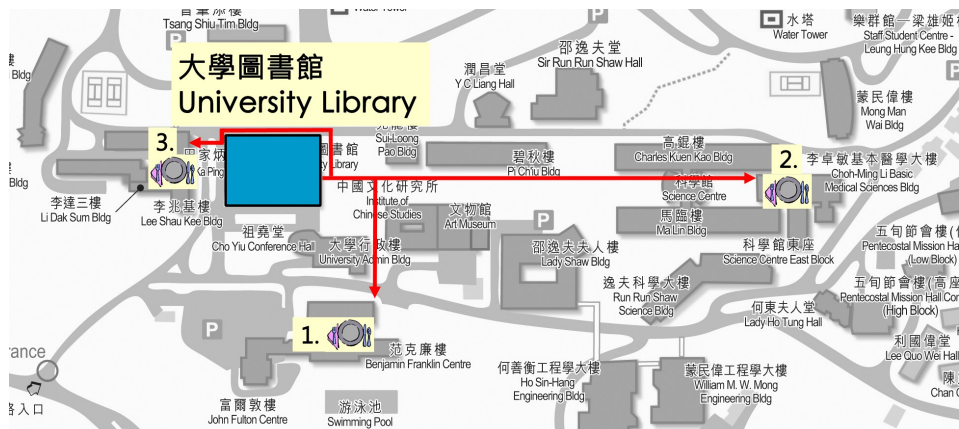 Tsang Shiu Tim Bldg
P
大學圖書館
University Library
水塔
Water Tower
Staff Student Centre -
Leung Hung Kee Bldg
P
邵逸夫堂
Sir Run Run Shaw Hall
潤昌堂
Y C Liang Hall
P
蒙民偉樓
Mong Man
Wai Bldg
3.
Sui-Loong
Pao Bldg
碧秋樓
Pi Ch'iu Bldg
高錕樓
Charles Kuen Kao Bldg
2.
李卓敏基本醫學大樓
Choh-Ming Li Basic
Medical Sciences Bldg
科學館
Science Centre
中國文化研究所
Institute of
Chinese Studies
文物館
Art Museum
李達三樓
Li Dak Sum Bldg
李兆基樓
Lee Shau Kee Bldg
祖堯堂
Cho Yiu Conference Hall
大學行政樓
University Admin Bldg
P
馬臨樓
Ma Lin Bldg
邵逸夫夫人樓
Lady Shaw Bldg
科學館東座
Science Centre East Block
五旬節會樓
Pentecostal Mission
(Low Block)
逸夫科學大樓
Run Run Shaw
Science Bldg
五旬節會樓(高座
Pentecostal Mission Hall
(High Block)
何東夫人堂
Lady Ho Tung Hall
利國偉堂
Lee Quo Wei Hall
P
1.
范克廉樓
Benjamin Franklin Centre
何善衡工程學大樓
Ho Sin-Hang
Engineering Bldg
蒙民偉工程學大樓
William M. W. Mong
Engineering Bldg
富爾敦樓
John Fulton Centre
游泳池
Swimming Pool
入口